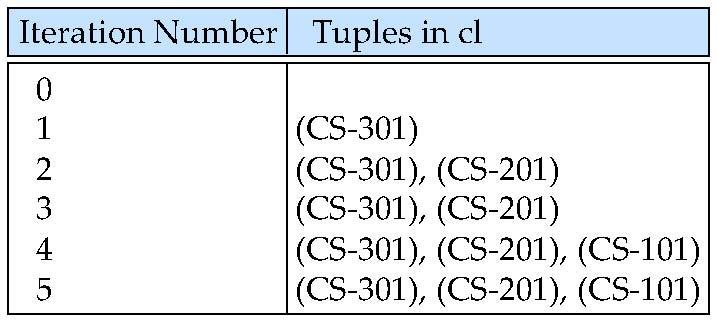 Iteration Number Tuples in cl
0
1 (CS-301)
2 (CS-301), (CS-201)
3 (CS-301), (CS-201)
4 (CS-301), (CS-201), (CS-101)
5 (CS-301), (CS-201), (CS-101)